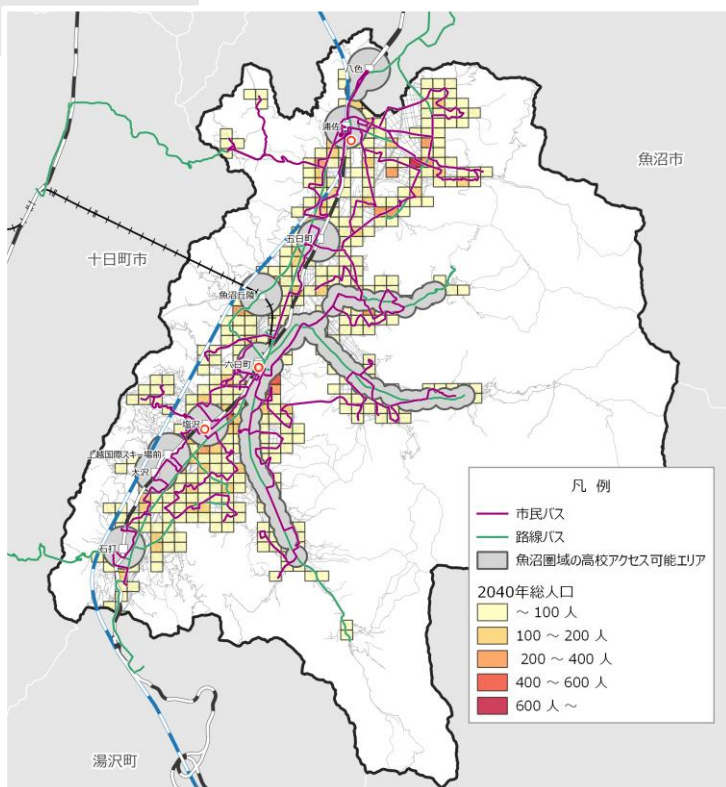 八色
浦佐
魚沼市
五日町
十日町市
魚沼丘陵
六日町
塩沢
上越国際スキー場前
大沢
石打
湯沢町
凡 例
市民バス
路線バス
魚沼圏域の高校アクセス可能エリア
2040年総人口
～ 100 人
100 ～ 200 人
200 ～ 400 人
400 ～ 600 人
600 人 ～